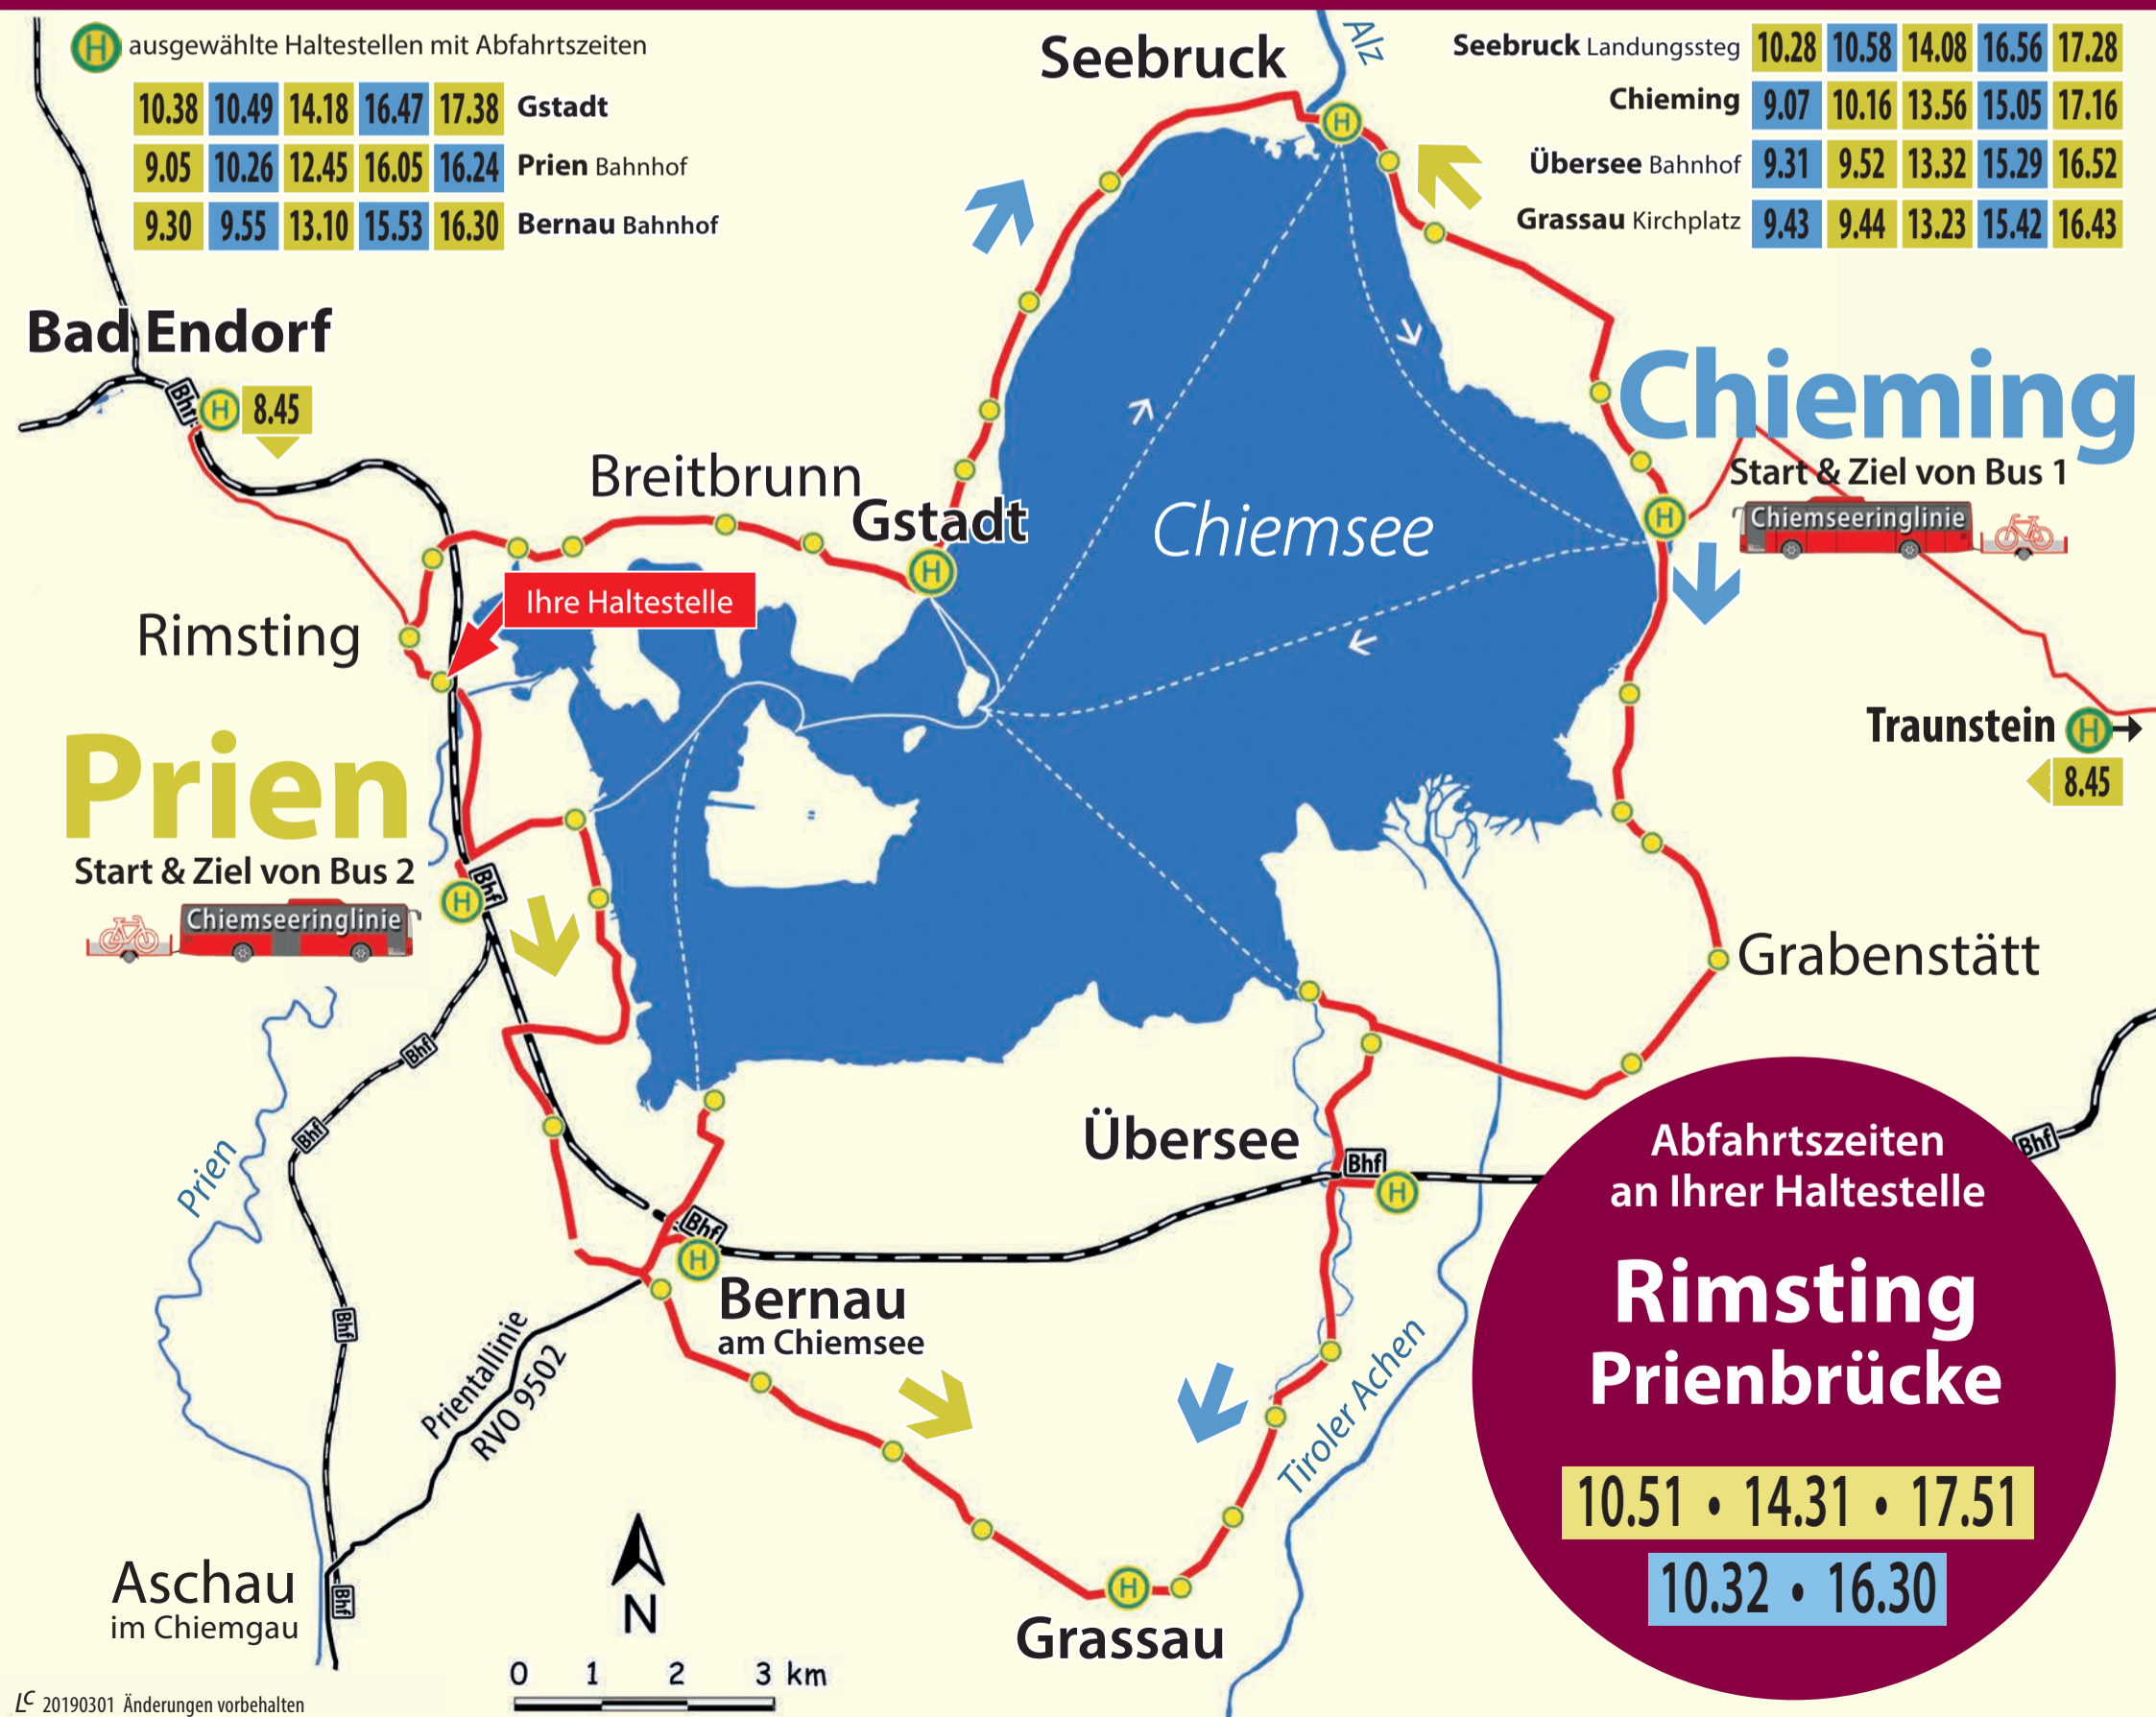 H ausgewählte Haltestellen mit Abfahrtszeiten
10.38 10.49 14.18 16.47 17.38 Gstadt
9.05 10.26 12.45 16.05 16.24 Prien Bahnhof
9.30 9.55 13.10 15.53 16.30 Bernau Bahnhof
Seebruck
Alz
Seebruck Landungssteg 10.28 10.58 14.08 16.56 17.28
Chieming 9.07 10.16 13.56 15.05 17.16
Übersee Bahnhof 9.31 9.52 13.32 15.29 16.52
Grassau Kirchplatz 9.43 9.44 13.23 15.42 16.43
H
Bad Endorf
Bhf H 8.45
Chieming
Start & Ziel von Bus 1
Chiemseeringlinie
H
Breitbrunn
Gstadt
H
Chiemsee
Ihre Haltestelle
Rimsting
Traunstein H
8.45
Prien
Start & Ziel von Bus 2
Chiemseeringlinie
Bhf
H
Grabenstätt
Bhf
Bhf
Prien
Übersee
Bhf
H
Bhf
Bhf
H
Bernau
am Chiemsee
Bhf
Prientallinie
RVO 9502
Tiroler Achen
Abfahrtszeiten
an Ihrer Haltestelle
Rimsting
Prienbrücke
10.51 • 14.31 • 17.51
10.32 • 16.30
Aschau
im Chiemgau
Bhf
N
H
Grassau
0 1 2 3 km
LC 20190301 Änderungen vorbehalten